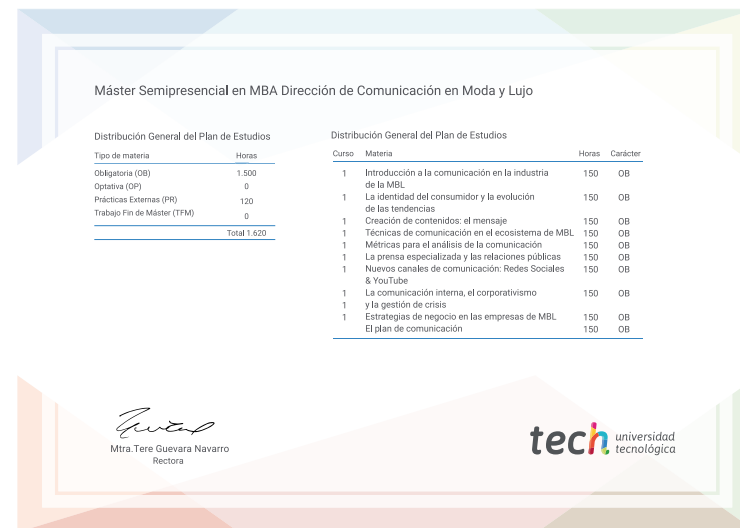 Máster Semipresencial en MBA Dirección de Comunicación en Moda y Lujo
Distribución General del Plan de Estudios
Tipo de materia Horas
Obligatoria (OB) 1.500
Optativa (OP) 0
Prácticas Externas (PR) 120
Trabajo Fin de Máster (TFM) 0
Total 1.620
Distribución General del Plan de Estudios
Curso Materia Horas Carácter
1 Introducción a la comunicación en la industria 150 OB
de la MBL
1 La identidad del consumidor y la evolución
de las tendencias 150 OB
1 Creación de contenidos: el mensaje 150 OB
1 Técnicas de comunicación en el ecosistema de MBL 150 OB
1 Métricas para el análisis de la comunicación 150 OB
1 La prensa especializada y las relaciones públicas 150 OB
1 Nuevos canales de comunicación: Redes Sociales 150 OB
& YouTube
1 La comunicación interna, el corporativismo 150 OB
1 y la gestión de crisis
1 Estrategias de negocio en las empresas de MBL 150 OB
El plan de comunicación 150 OB
Mtra.Tere Guevara Navarro
Rectora
tech universidad
tecnológica